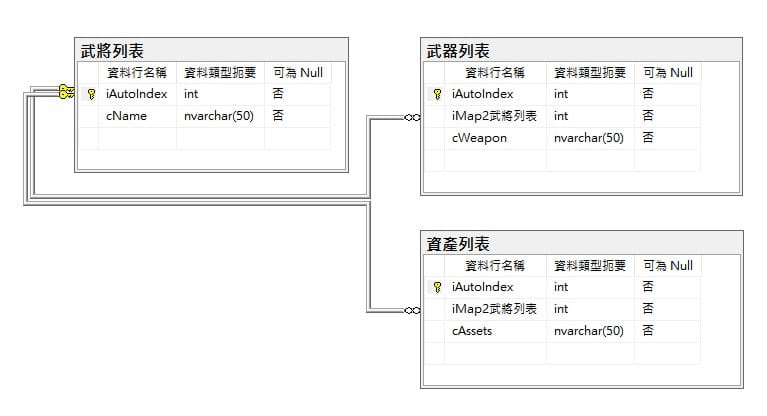 武將列表
資料行名稱 資料類型扼要 可為 Null
iAutoIndex int 否
cName nvarchar(50) 否
武器列表
資料行名稱 資料類型扼要 可為 Null
iAutoIndex int 否
iMap2武將列表 int 否
cWeapon nvarchar(50) 否
資產列表
資料行名稱 資料類型扼要 可為 Null
iAutoIndex int 否
iMap2武將列表 int 否
cAssets nvarchar(50) 否